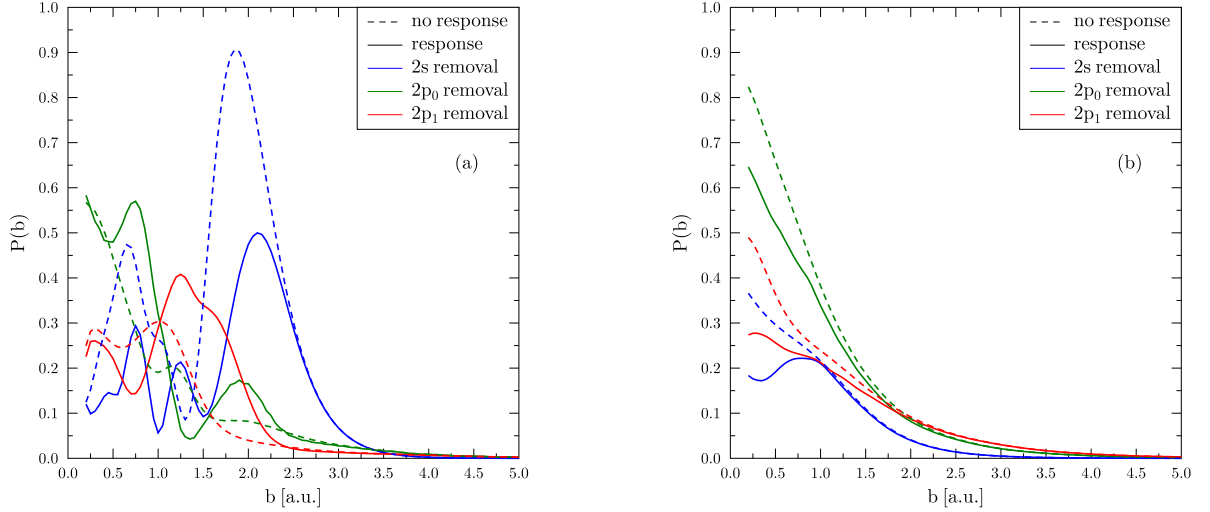 1.0
0.9
0.8
0.7
0.6
0.5
0.4
0.3
0.2
0.1
0.0
P(b)
no response
response
2s removal
2p₀ removal
2p₁ removal
(a)
0.0 0.5 1.0 1.5 2.0 2.5 3.0 3.5 4.0 4.5 5.0
b [a.u.]
1.0
0.9
0.8
0.7
0.6
0.5
0.4
0.3
0.2
0.1
0.0
P(b)
no response
response
2s removal
2p₀ removal
2p₁ removal
(b)
0.0 0.5 1.0 1.5 2.0 2.5 3.0 3.5 4.0 4.5 5.0
b [a.u.]